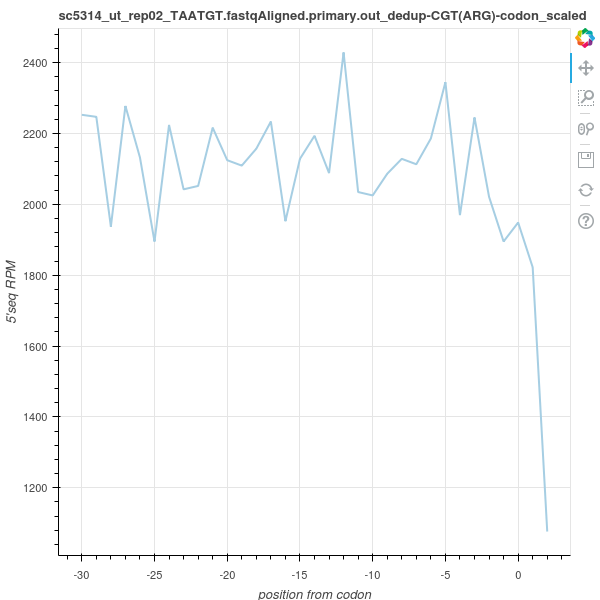 sc5314_ut_rep02_TAATGT.fastqAligned.primary.out_dedup-CGT(ARG)-codon_scaled
2400
2200
2000
1800
1600
1400
1200
5'seq RPM
-30 -25 -20 -15 -10 -5 0
position from codon